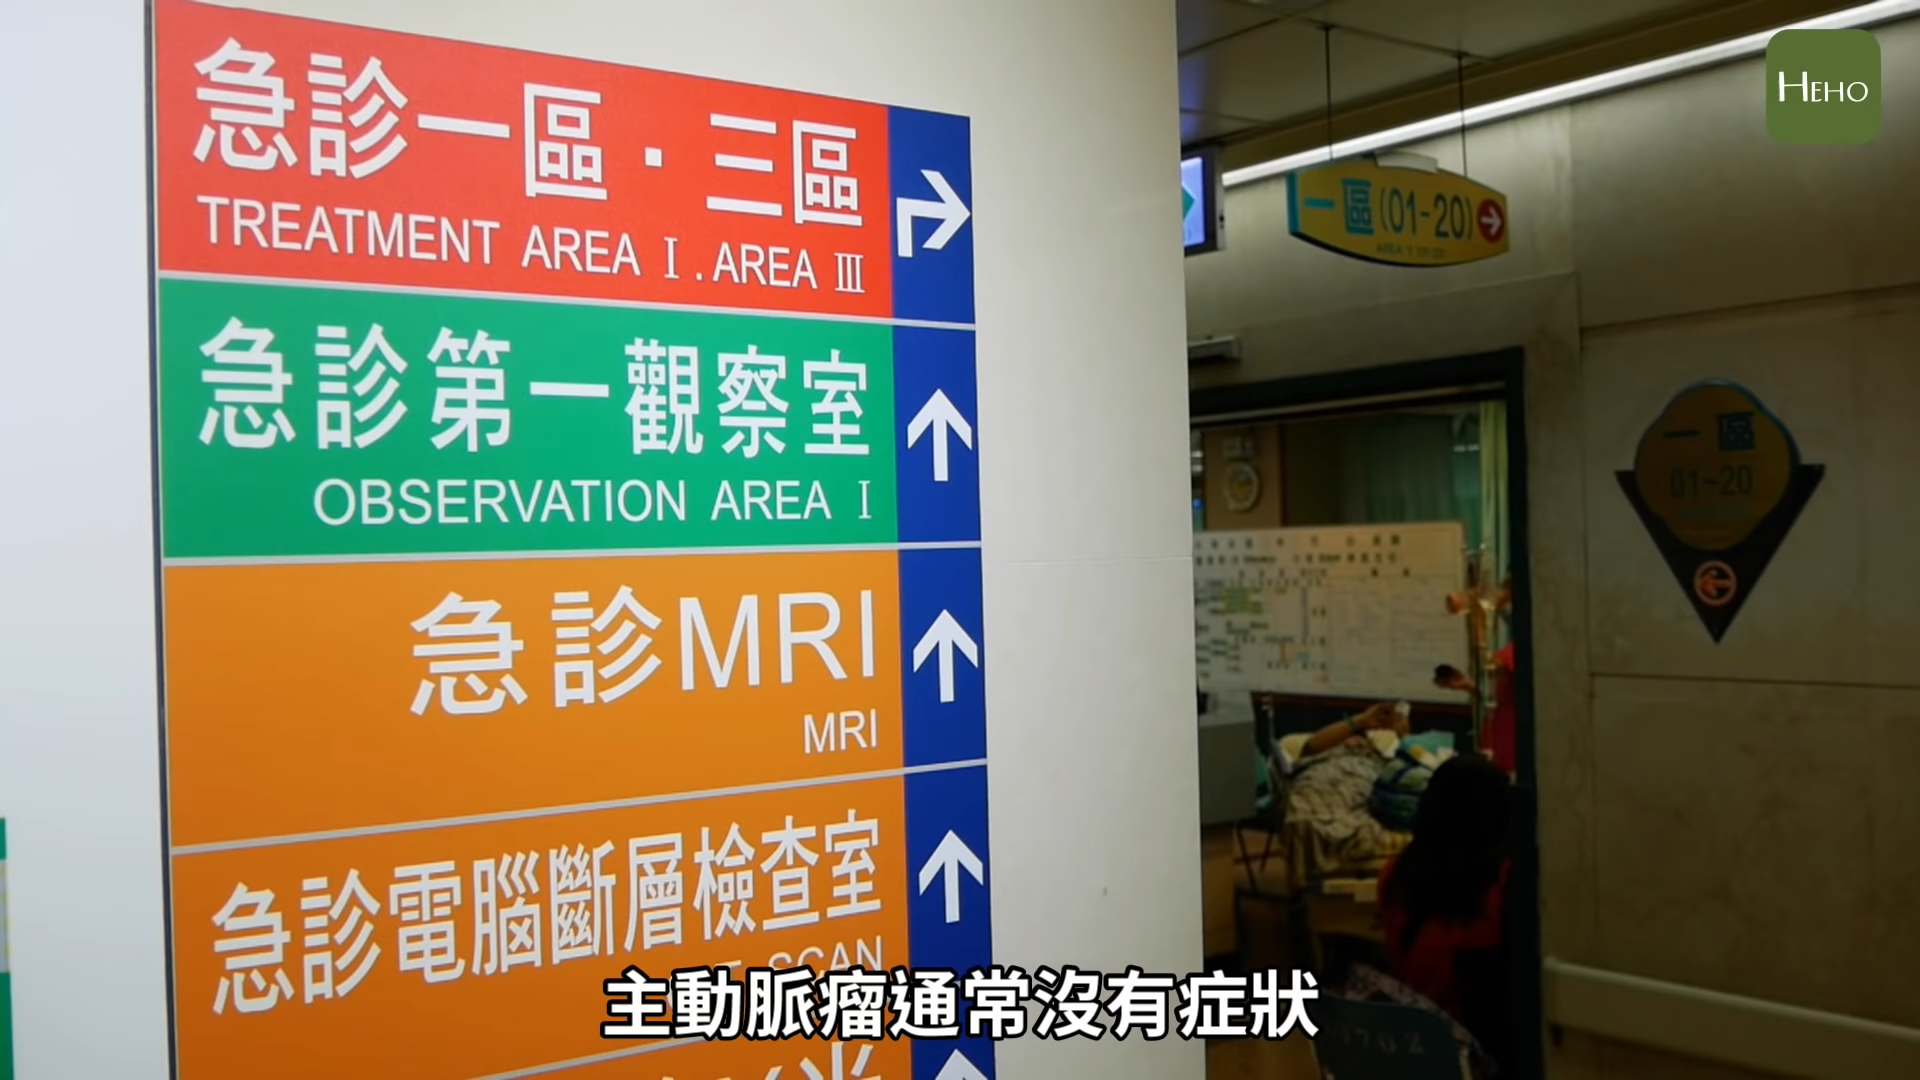 急診一區·三區
TREATMENT AREA Ⅰ.AREA Ⅲ
急診第一觀察室
OBSERVATION AREA Ⅰ
急診MRI
MRI
急診電腦斷層檢查室
SCAN
HEHO
一區(01-20)
一區
01~20
主動脈瘤通常沒有症狀